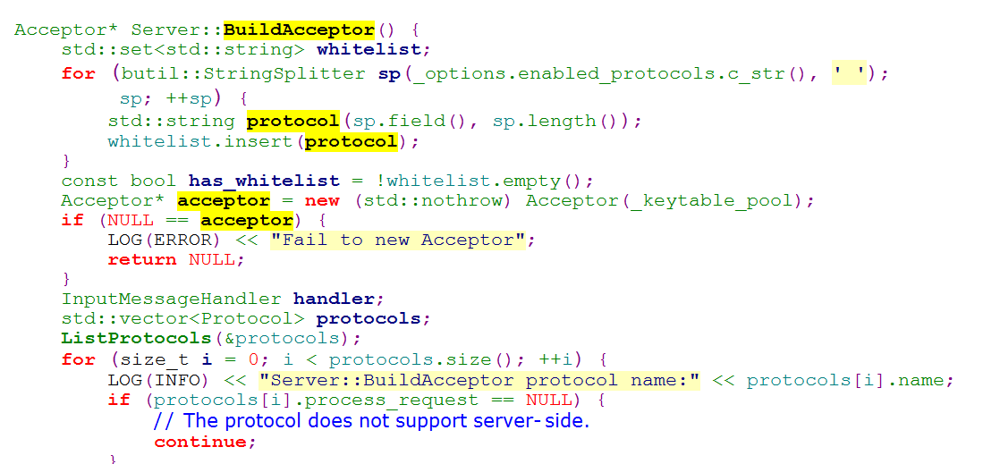 Acceptor* Server::BuildAcceptor() {
    std::set<std::string> whitelist;
    for (butil::StringSplitter sp(_options.enabled_protocols.c_str(), ' ');
         sp; ++sp) {
        std::string protocol(sp.field(), sp.length());
        whitelist.insert(protocol);
    }
    const bool has_whitelist = !whitelist.empty();
    Acceptor* acceptor = new (std::nothrow) Acceptor(_keytable_pool);
    if (NULL == acceptor) {
        LOG(ERROR) << "Fail to new Acceptor";
        return NULL;
    }
    InputMessageHandler handler;
    std::vector<Protocol> protocols;
    ListProtocols(&protocols);
    for (size_t i = 0; i < protocols.size(); ++i) {
        LOG(INFO) << "Server::BuildAcceptor protocol name:" << protocols[i].name;
        if (protocols[i].process_request == NULL) {
            // The protocol does not support server-side.
            continue;
        }